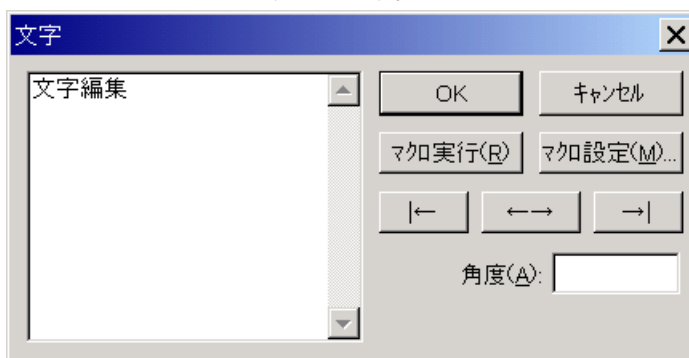 文字
文字編集
OK
ｷｬﾝｾﾙ
ﾏｸﾛ実行(R)
ﾏｸﾛ設定(M)...
|←
←→
→|
角度(A):